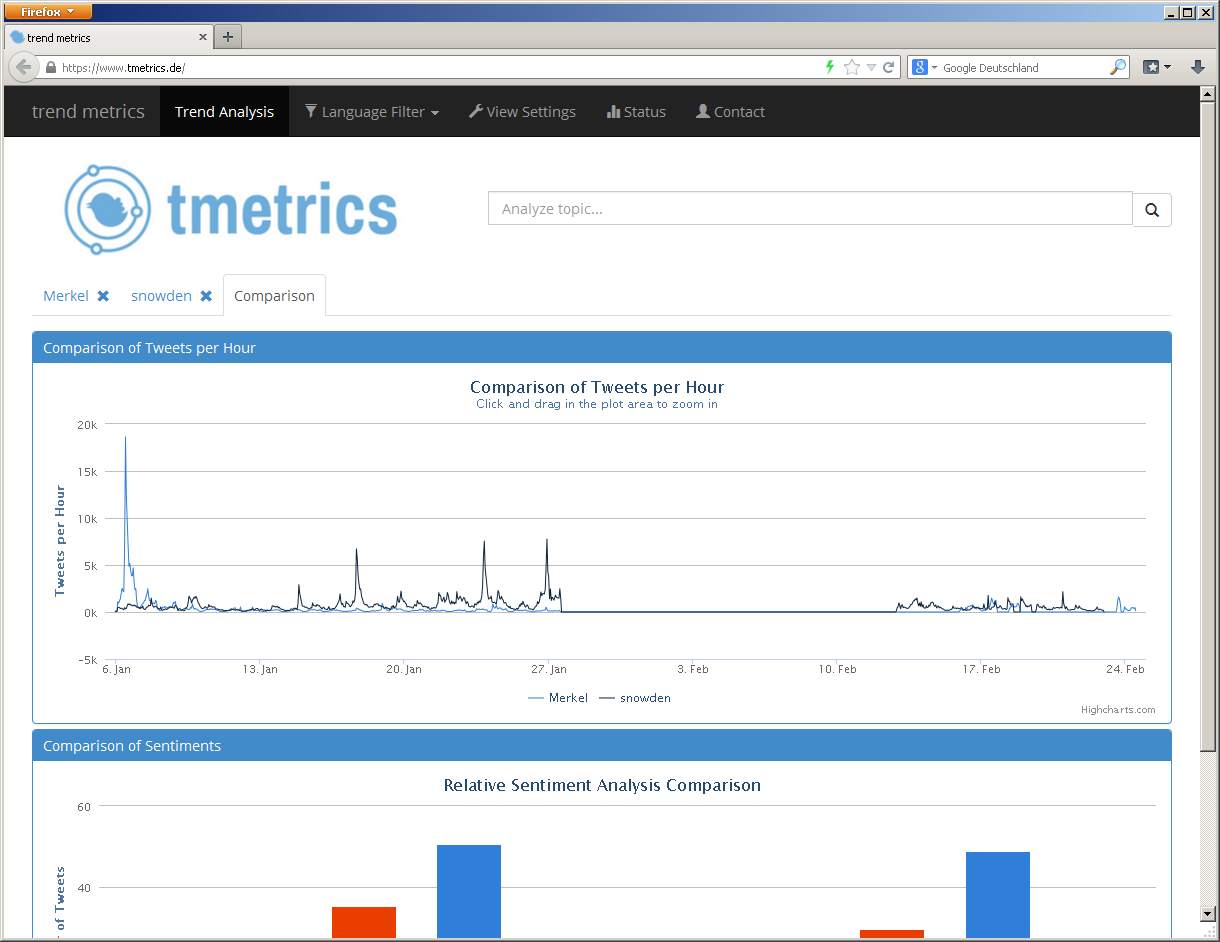 Firefox
trend metrics
https://www.tmetrics.de/
Google Deutschland
trend metrics Trend Analysis Language Filter View Settings Status Contact
tmetrics
Analyze topic...
Merkel snowden Comparison
Comparison of Tweets per Hour
Comparison of Tweets per Hour
Click and drag in the plot area to zoom in
Tweets per Hour
20k
15k
10k
5k
0k
-5k
6. Jan 13. Jan 20. Jan 27. Jan 3. Feb 10. Feb 17. Feb 24. Feb
Merkel snowden
Highcharts.com
Comparison of Sentiments
Relative Sentiment Analysis Comparison
60
40
of Tweets